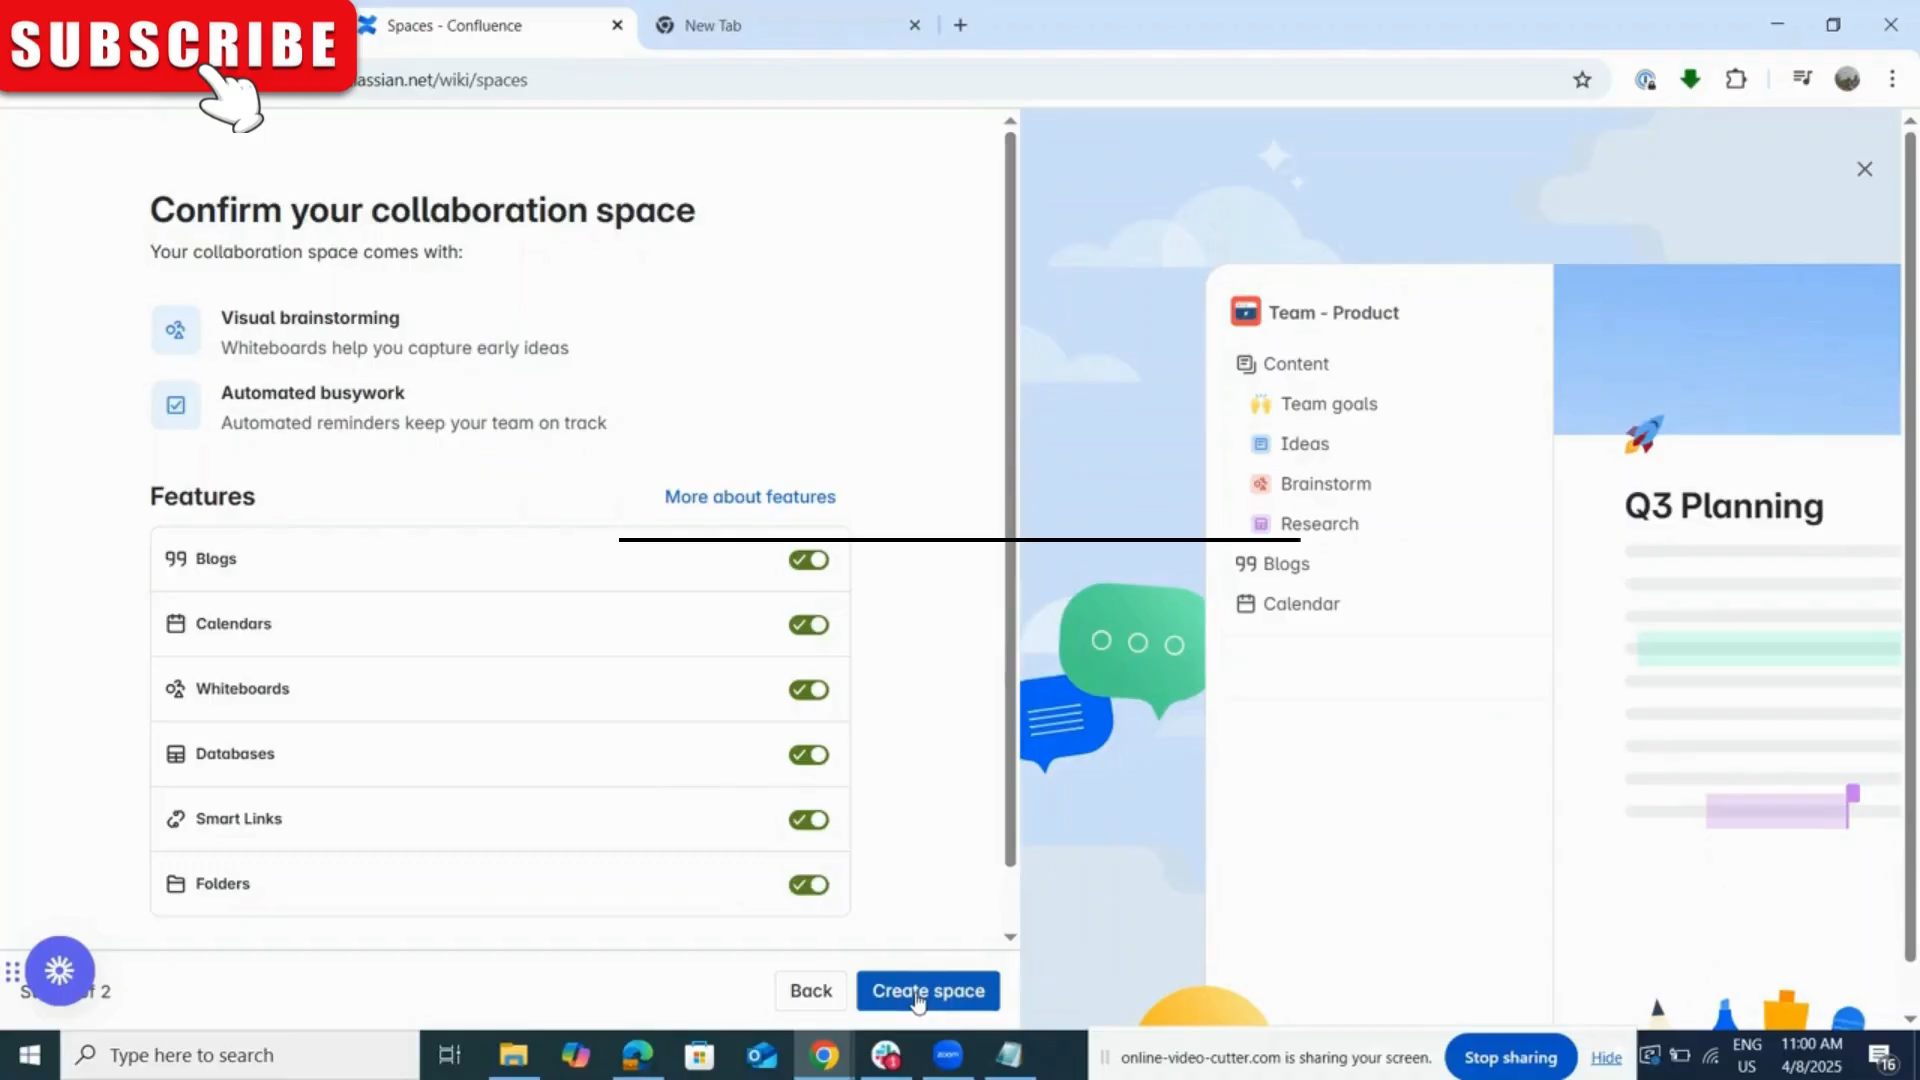 SUBSCRIBE
Spaces - Confluence
New Tab
assian.net/wiki/spaces
Confirm your collaboration space
Your collaboration space comes with:
Visual brainstorming
Whiteboards help you capture early ideas
Automated busywork
Automated reminders keep your team on track
Features
More about features
Blogs
Calendars
Whiteboards
Databases
Smart Links
Folders
of 2
Back
Create space
Team - Product
Content
Team goals
Ideas
Brainstorm
Research
Blogs
Calendar
Q3 Planning
Type here to search
zoom
online-video-cutter.com is sharing your screen.
Stop sharing
Hide
ENG
US
11:00 AM
4/8/2025
16